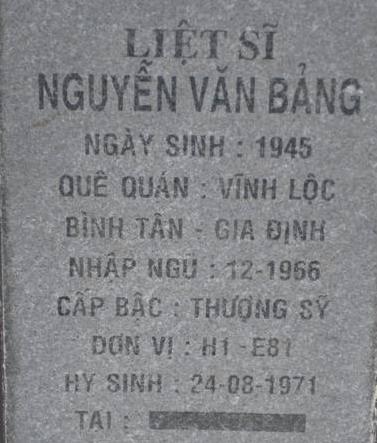 LIỆT SĨ
NGUYỄN VĂN BẢNG
NGÀY SINH : 1945
QUÊ QUÁN : VĨNH LỘC
BÌNH TÂN - GIA ĐỊNH
NHẬP NGŨ : 12-1966
CẤP BẬC : THƯỢNG SỸ
ĐƠN VỊ : H1 - E81
HY SINH : 24-08-1971
TẠI :